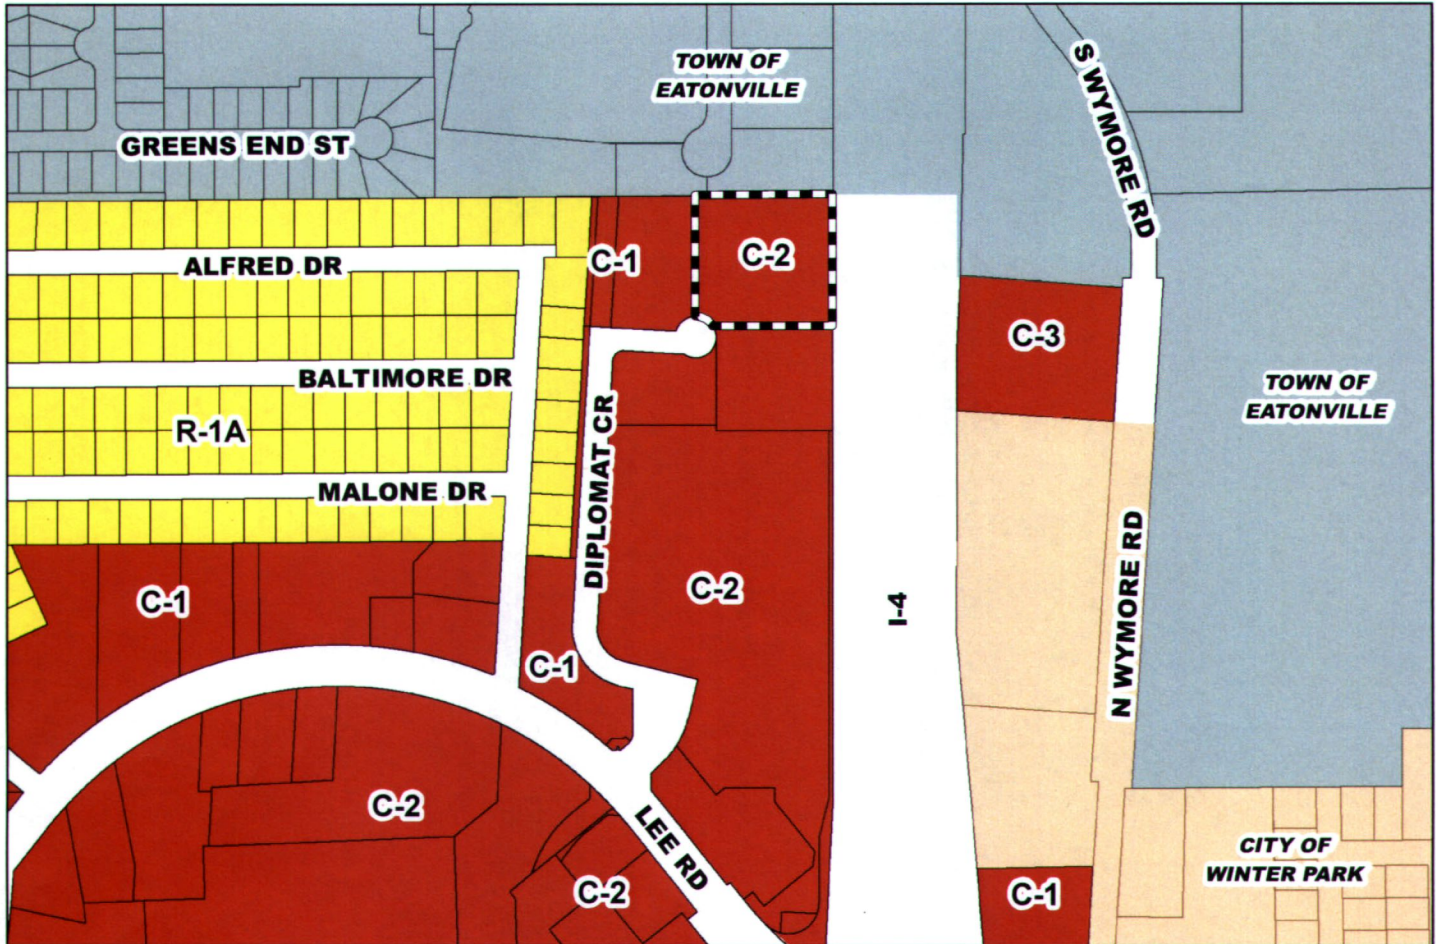 TOWN OF
EATONVILLE
S WYMORE RD
GREENS END ST
C-1
C-2
ALFRED DR
C-3
BALTIMORE DR
TOWN OF
EATONVILLE
R-1A
DIPLOMAT CR
MALONE DR
C-1
C-2
I-4
N WYMORE RD
C-1
C-2
LEE RD
CITY OF
WINTER PARK
C-2
C-1